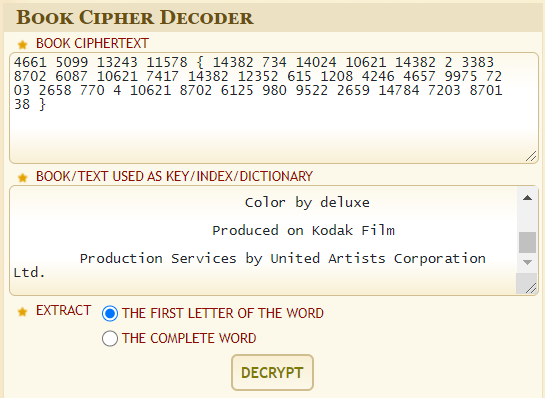 BOOK CIPHER DECODER
BOOK CIPHERTEXT
4661 5099 13243 11578 { 14382 734 14024 10621 14382 2 3383
8702 6087 10621 7417 14382 12352 615 1208 4246 4657 9975 72
03 2658 770 4 10621 8702 6125 980 9522 2659 14784 7203 8701
38 }
BOOK/TEXT USED AS KEY/INDEX/DICTIONARY
Color by deluxe
Produced on Kodak Film
Production Services by United Artists Corporation
Ltd.
EXTRACT
THE FIRST LETTER OF THE WORD
THE COMPLETE WORD
DECRYPT